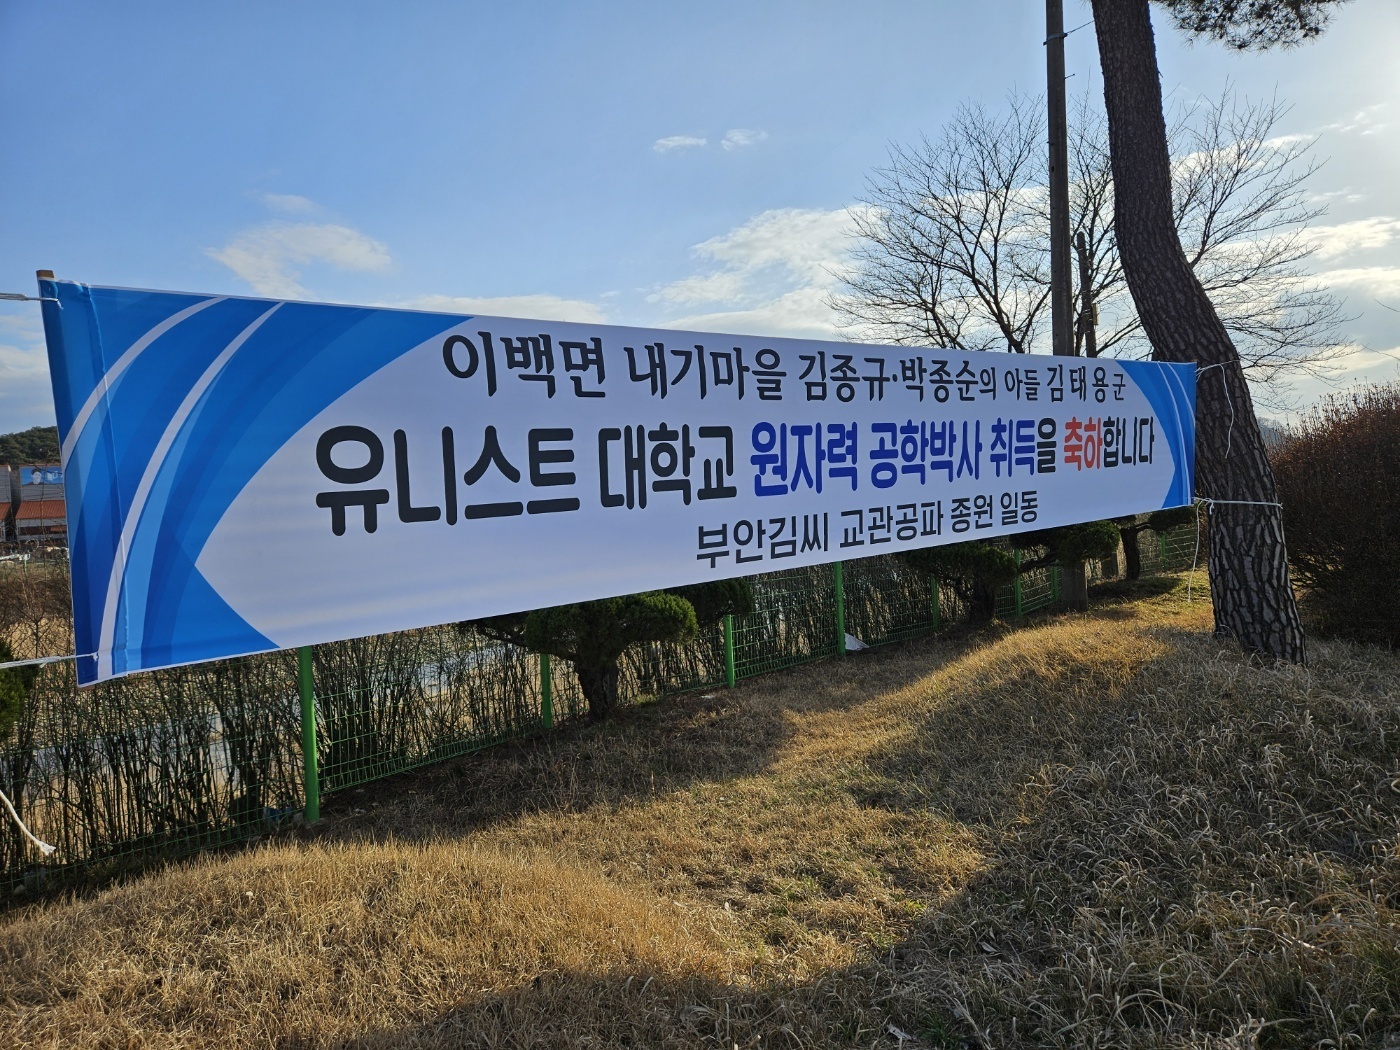 이백면 내기마을 김종규·박종순의 아들 김태용군
유니스트 대학교 원자력 공학박사 취득을 축하합니다
부안김씨 교관공파 종원 일동